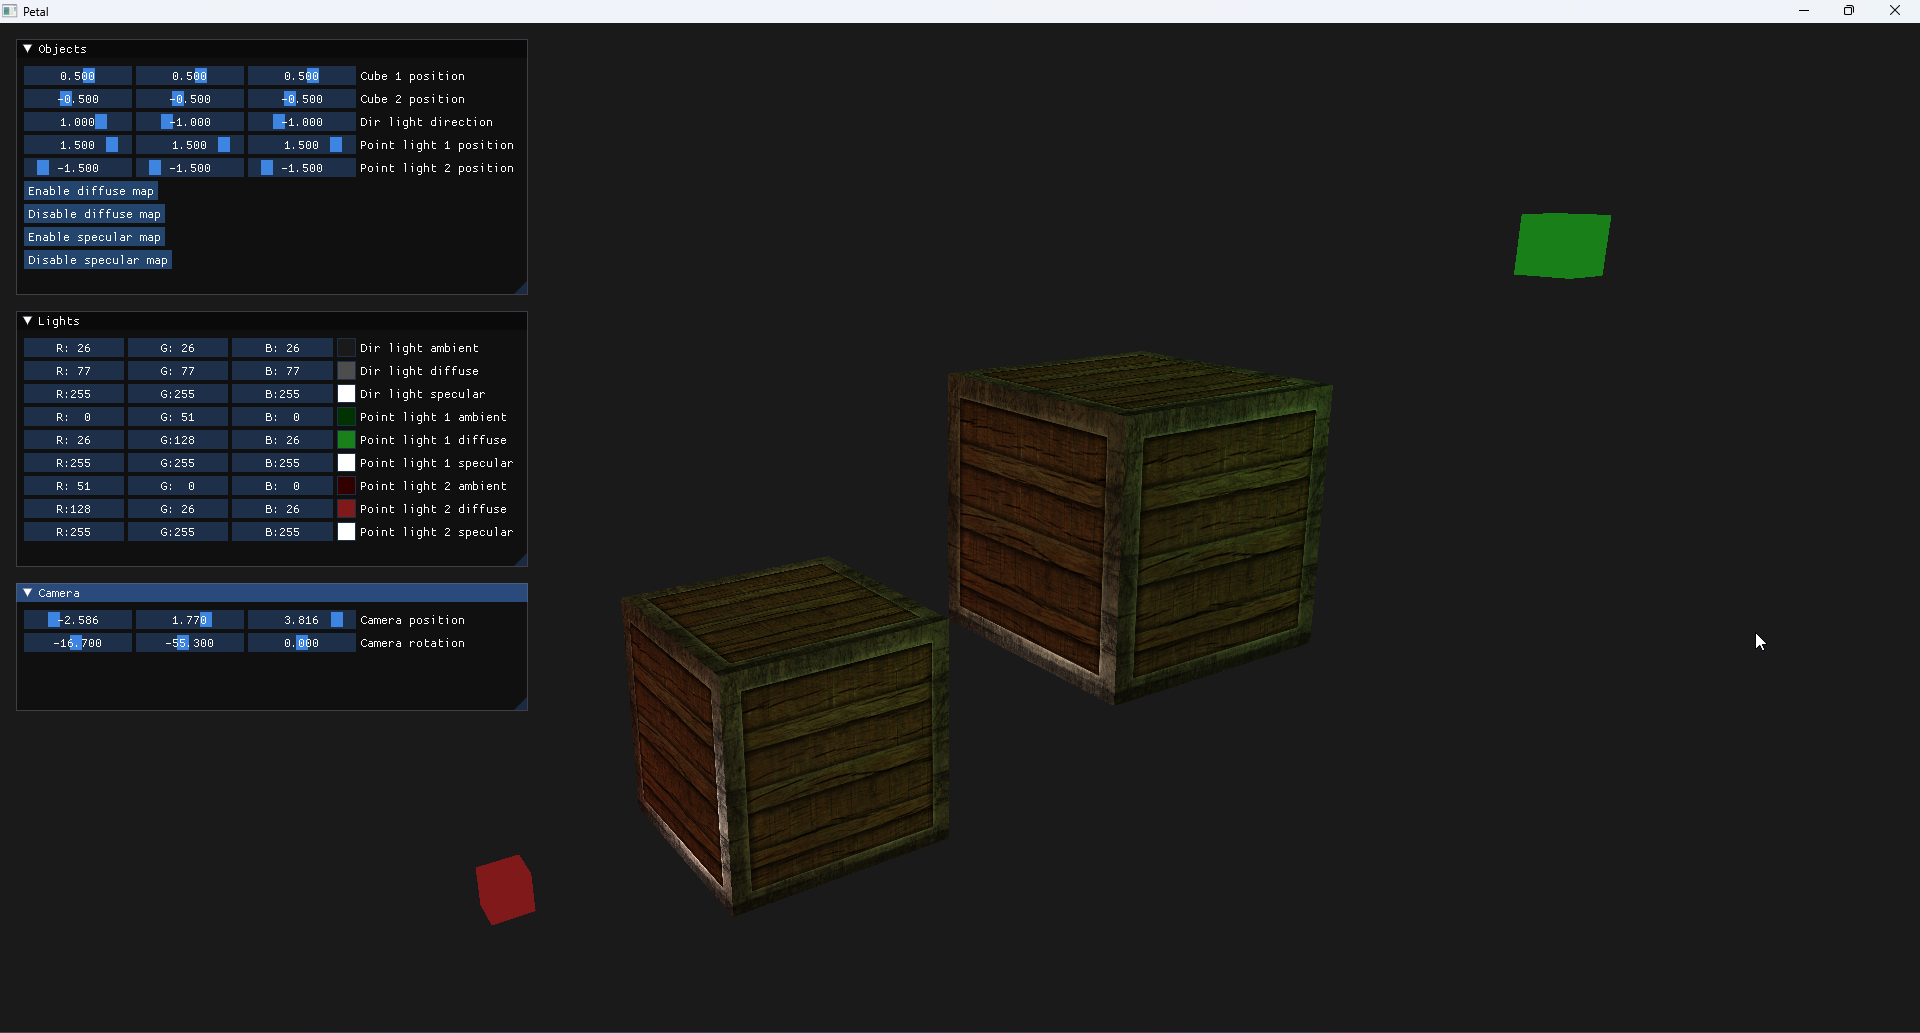 Petal
Objects
0.500 0.500 0.500 Cube 1 position
-0.500 -0.500 -0.500 Cube 2 position
1.000 -1.000 -1.000 Dir light direction
1.500 1.500 1.500 Point light 1 position
-1.500 -1.500 -1.500 Point light 2 position
Enable diffuse map
Disable diffuse map
Enable specular map
Disable specular map
Lights
R: 26 G: 26 B: 26 Dir light ambient
R: 77 G: 77 B: 77 Dir light diffuse
R:255 G:255 B:255 Dir light specular
R: 0 G: 51 B: 0 Point light 1 ambient
R: 26 G:128 B: 26 Point light 1 diffuse
R:255 G:255 B:255 Point light 1 specular
R: 51 G: 0 B: 0 Point light 2 ambient
R:128 G: 26 B: 26 Point light 2 diffuse
R:255 G:255 B:255 Point light 2 specular
Camera
-2.586 1.770 3.816 Camera position
-16.700 -55.300 0.000 Camera rotation